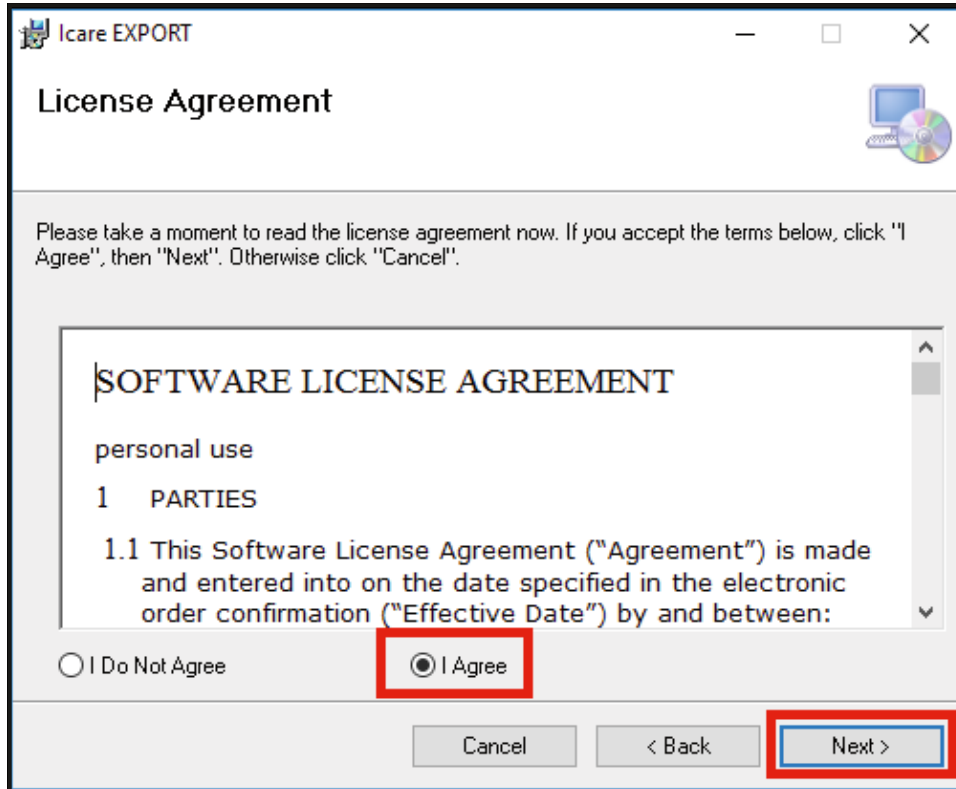 Icare EXPORT
License Agreement
Please take a moment to read the license agreement now. If you accept the terms below, click "I
Agree", then "Next". Otherwise click "Cancel".
SOFTWARE LICENSE AGREEMENT
personal use
1 PARTIES
1.1 This Software License Agreement (“Agreement”) is made
and entered into on the date specified in the electronic
order confirmation (“Effective Date”) by and between:
I Do Not Agree
I Agree
Cancel
< Back
Next >